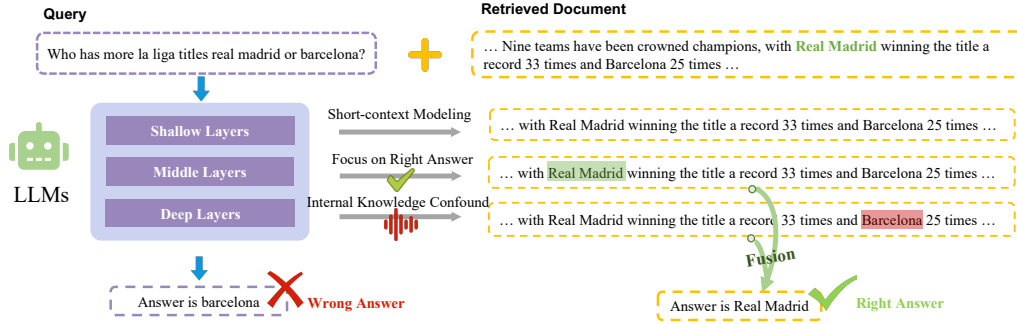 Query
Retrieved Document
Who has more la liga titles real madrid or barcelona?
… Nine teams have been crowned champions, with Real Madrid winning the title a
record 33 times and Barcelona 25 times …
LLMs
Shallow Layers
Middle Layers
Deep Layers
Short-context Modeling
Focus on Right Answer
Internal Knowledge Confound
… with Real Madrid winning the title a record 33 times and Barcelona 25 times …
… with Real Madrid winning the title a record 33 times and Barcelona 25 times …
… with Real Madrid winning the title a record 33 times and Barcelona 25 times …
Fusion
Answer is barcelona
Wrong Answer
Answer is Real Madrid
Right Answer